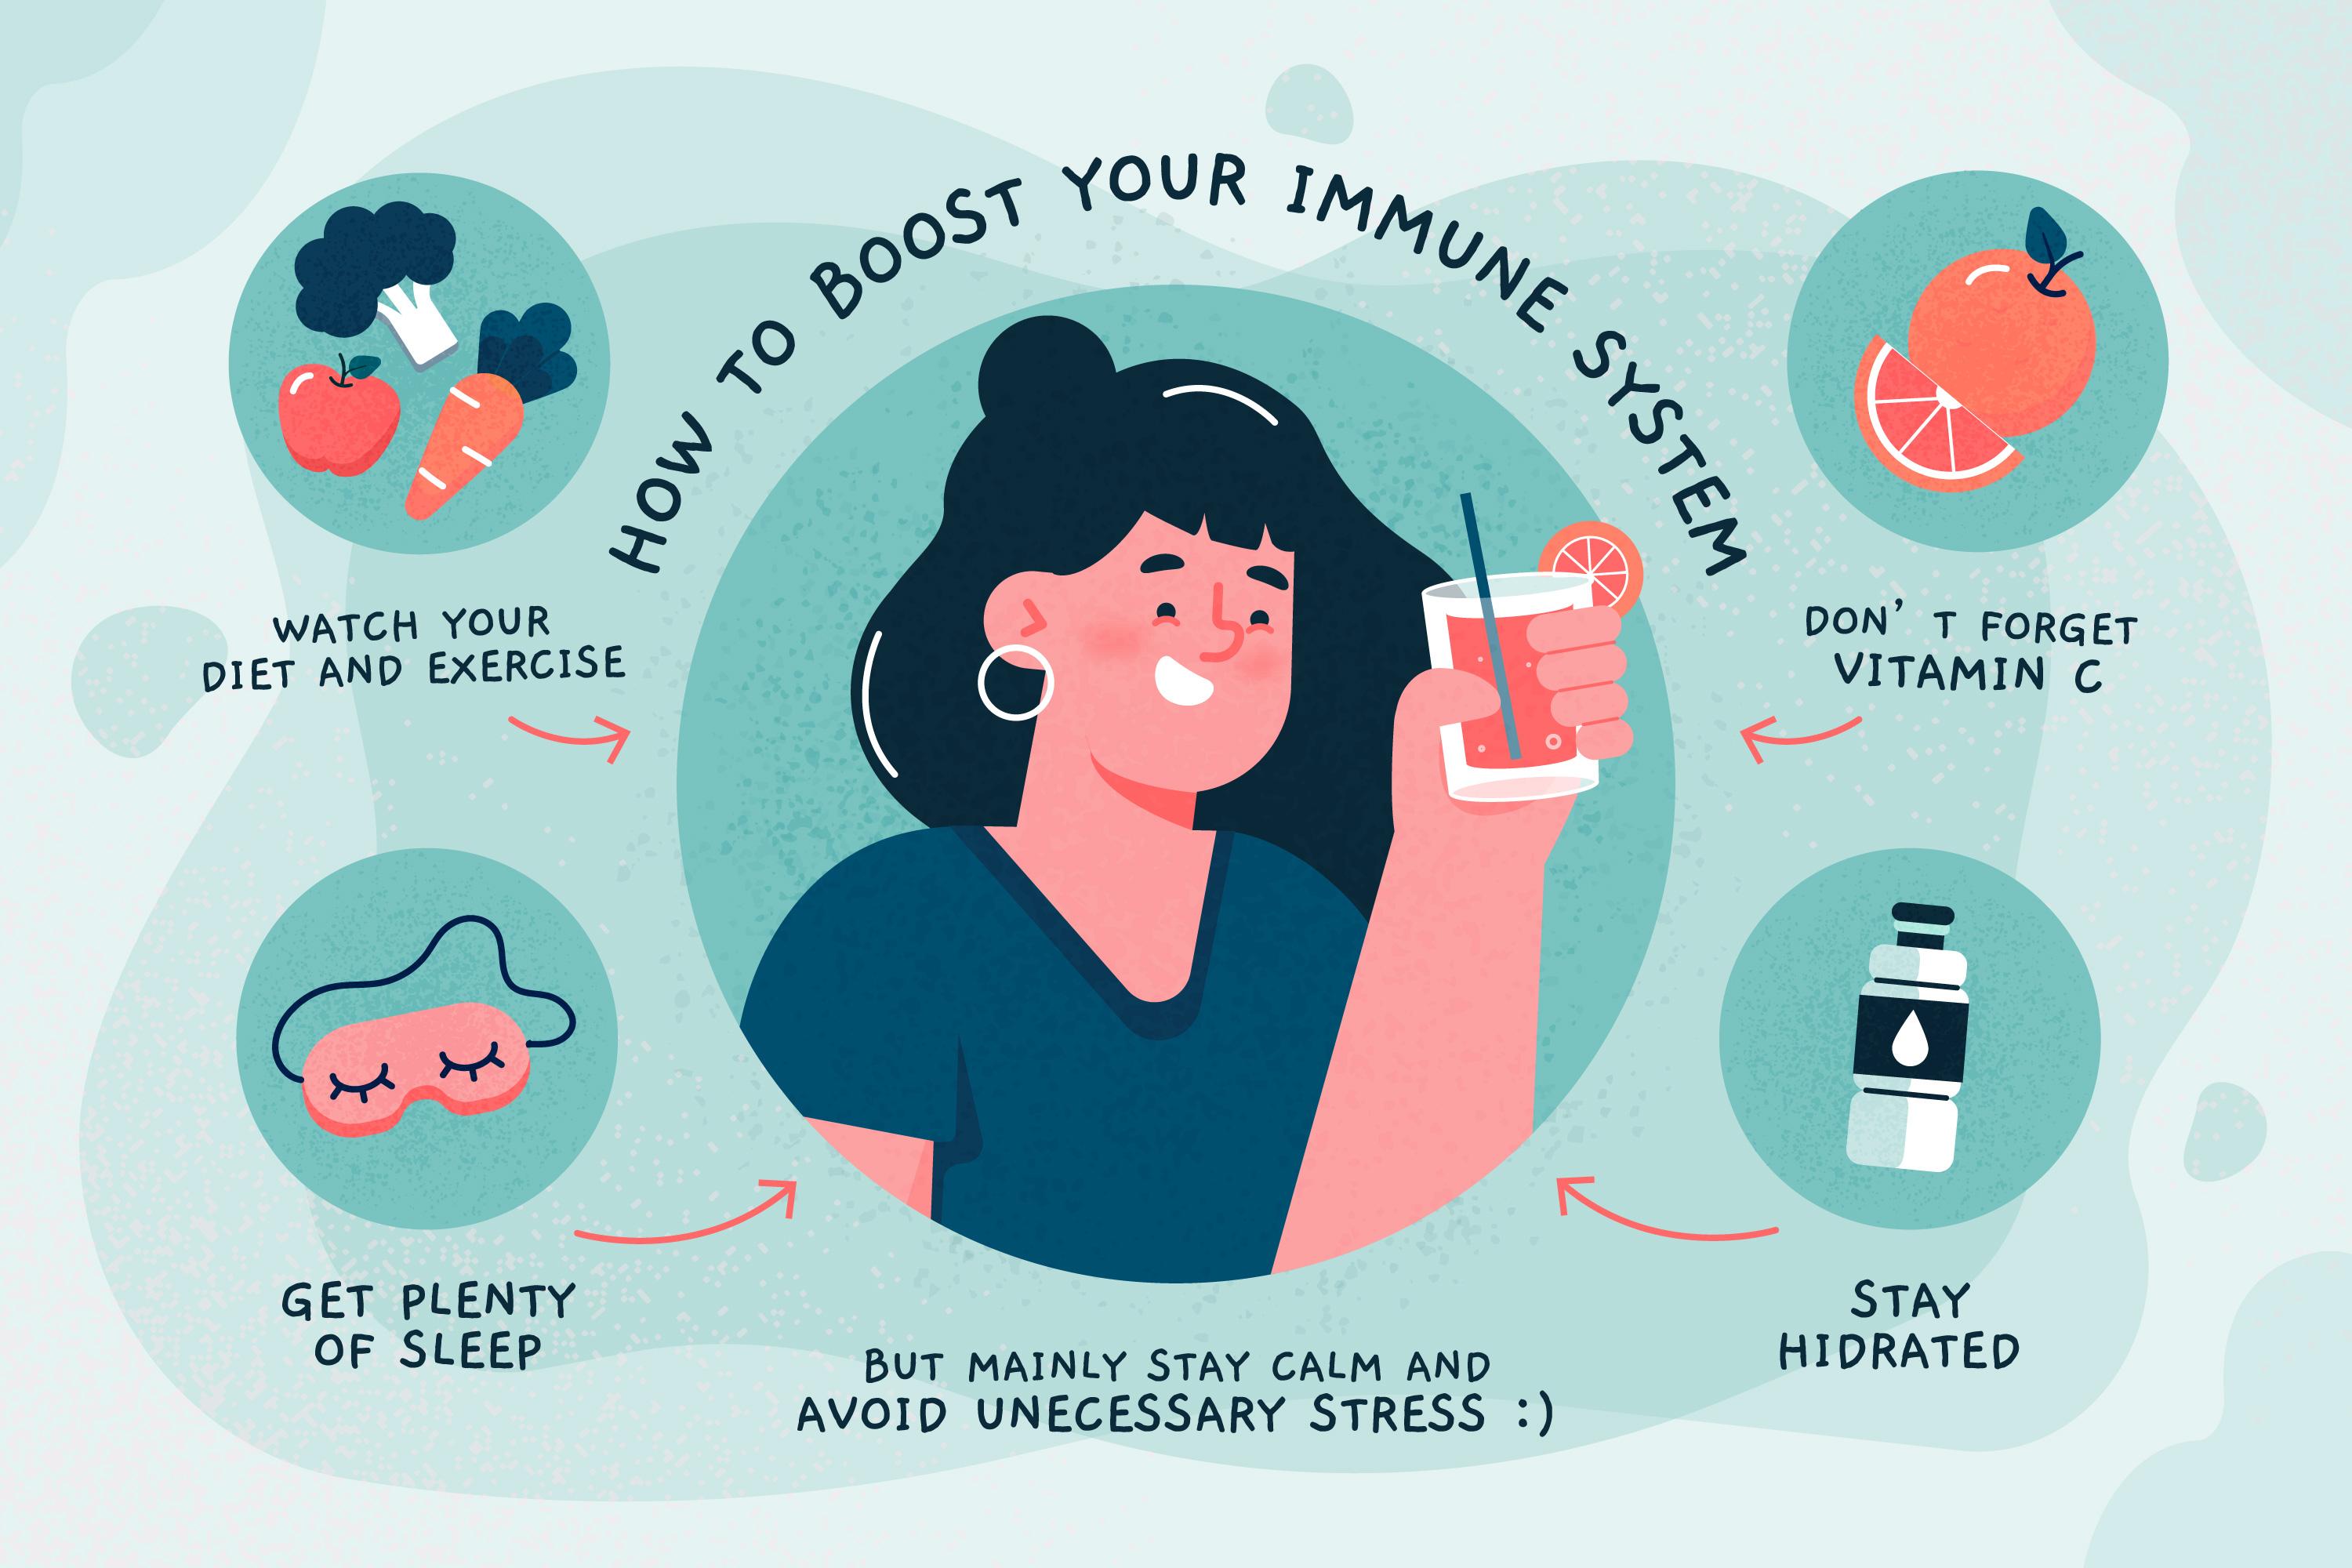 HOW TO BOOST YOUR IMMUNE SYSTEM
WATCH YOUR
DIET AND EXERCISE
DON' T FORGET
VITAMIN C
GET PLENTY
OF SLEEP
STAY
HIDRATED
BUT MAINLY STAY CALM AND
AVOID UNECESSARY STRESS :)